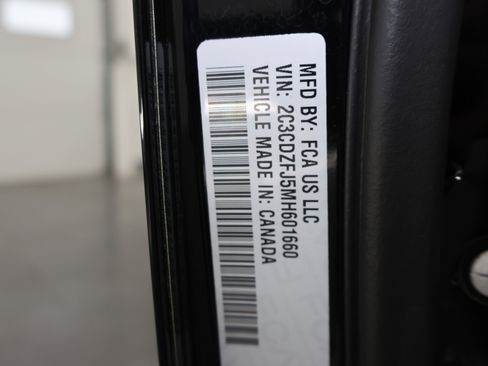 MFD BY: FCA US LLC
VIN: 2C3CDZFJ5MH601660
VEHICLE MADE IN: CANADA